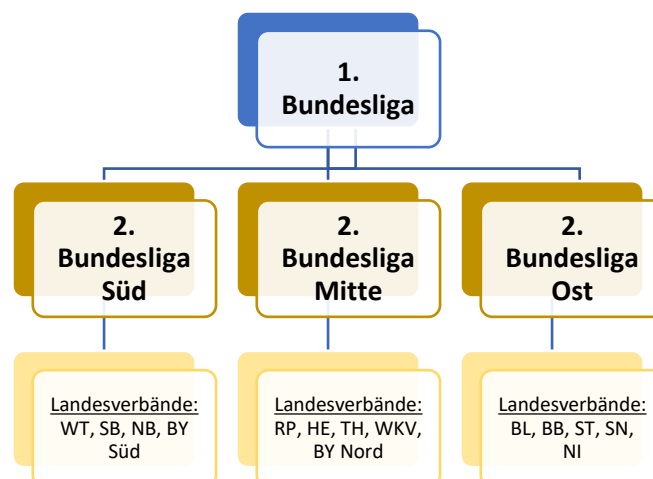 1.
Bundesliga
2.
Bundesliga
Süd
2.
Bundesliga
Mitte
2.
Bundesliga
Ost
Landesverbände:
WT, SB, NB, BY
Süd
Landesverbände:
RP, HE, TH, WKV,
BY Nord
Landesverbände:
BL, BB, ST, SN,
NI